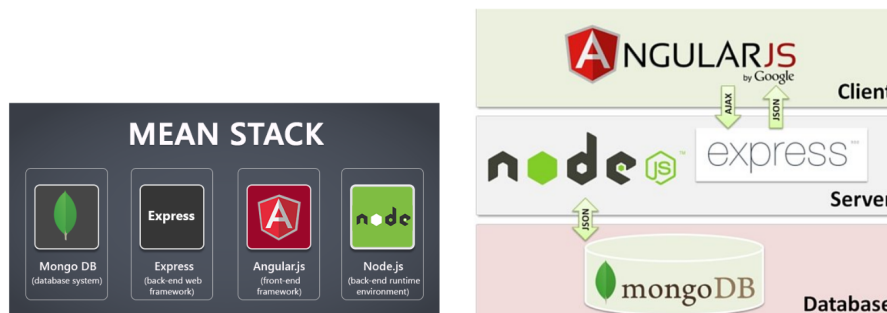 MEAN STACK
Express
node
Mongo DB
(database system)
Express
(back-end web
framework)
Angular.js
(front-end
framework)
Node.js
(back-end runtime
environment)
ANGULARJS
by Google
Client
AJAX
JSON
node
JS
™
express
Server
JSON
mongoDB
Database